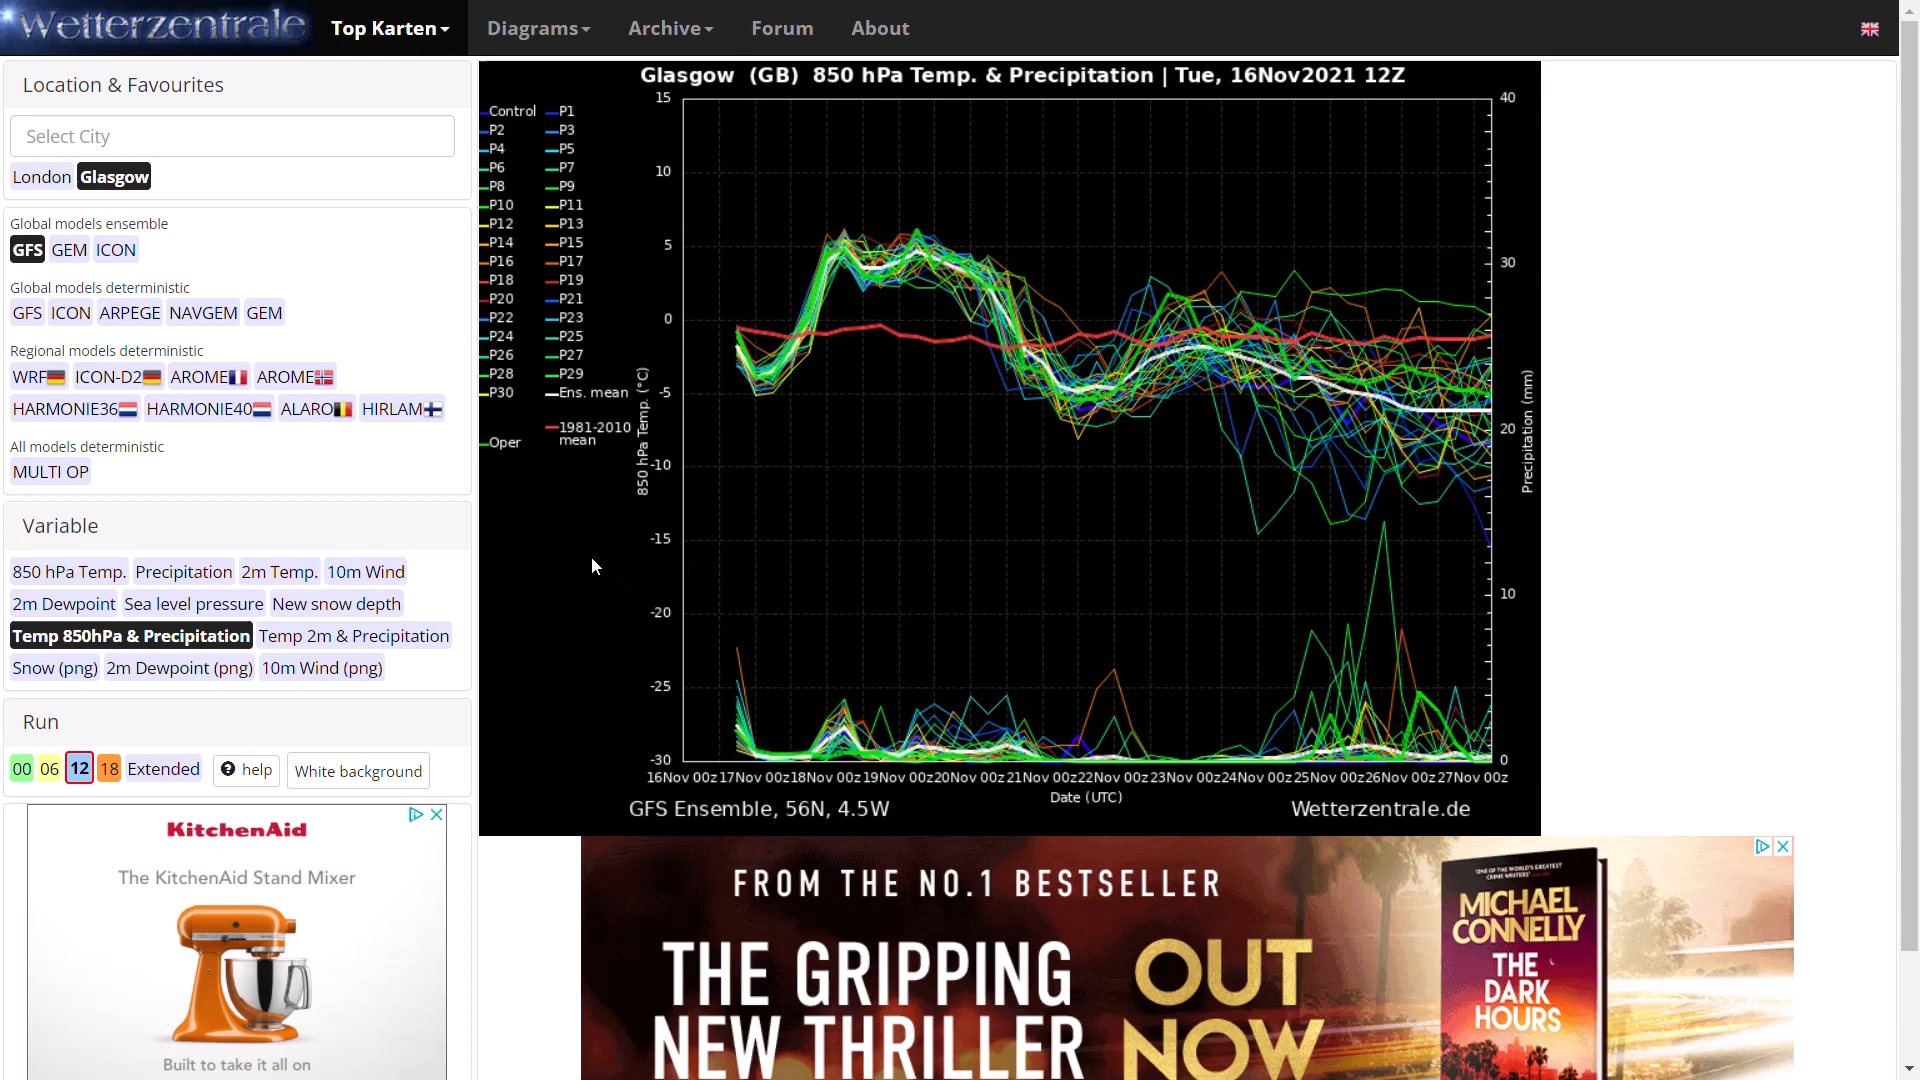 Wetterzentrale
Top Karten
Diagrams
Archive
Forum
About
Location & Favourites
Select City
London Glasgow
Global models ensemble
GFS GEM ICON
Global models deterministic
GFS ICON ARPEGE NAVGEM GEM
Regional models deterministic
WRF ICON-D2 AROME AROME
HARMONIE36 HARMONIE40 ALARO HIRLAM
All models deterministic
MULTI OP
Variable
850 hPa Temp. Precipitation 2m Temp. 10m Wind
2m Dewpoint Sea level pressure New snow depth
Temp 850hPa & Precipitation Temp 2m & Precipitation
Snow (png) 2m Dewpoint (png) 10m Wind (png)
Run
00 06 12 18 Extended help White background
KitchenAid
The KitchenAid Stand Mixer
Built to take it all on
Glasgow (GB) 850 hPa Temp. & Precipitation | Tue, 16Nov2021 12Z
Control P1
P2 P3
P4 P5
P6 P7
P8 P9
P10 P11
P12 P13
P14 P15
P16 P17
P18 P19
P20 P21
P22 P23
P24 P25
P26 P27
P28 P29
P30 Ens. mean
Oper 1981-2010
mean
850 hPa Temp. (°C)
15
10
5
0
-5
-10
-15
-20
-25
-30
40
30
20
10
0
Precipitation (mm)
16Nov 00z 17Nov 00z 18Nov 00z 19Nov 00z 20Nov 00z 21Nov 00z 22Nov 00z 23Nov 00z 24Nov 00z 25Nov 00z 26Nov 00z 27Nov 00z
Date (UTC)
GFS Ensemble, 56N, 4.5W
Wetterzentrale.de
FROM THE NO.1 BESTSELLER
THE GRIPPING
NEW THRILLER
OUT
NOW
MICHAEL
CONNELLY
THE
DARK
HOURS